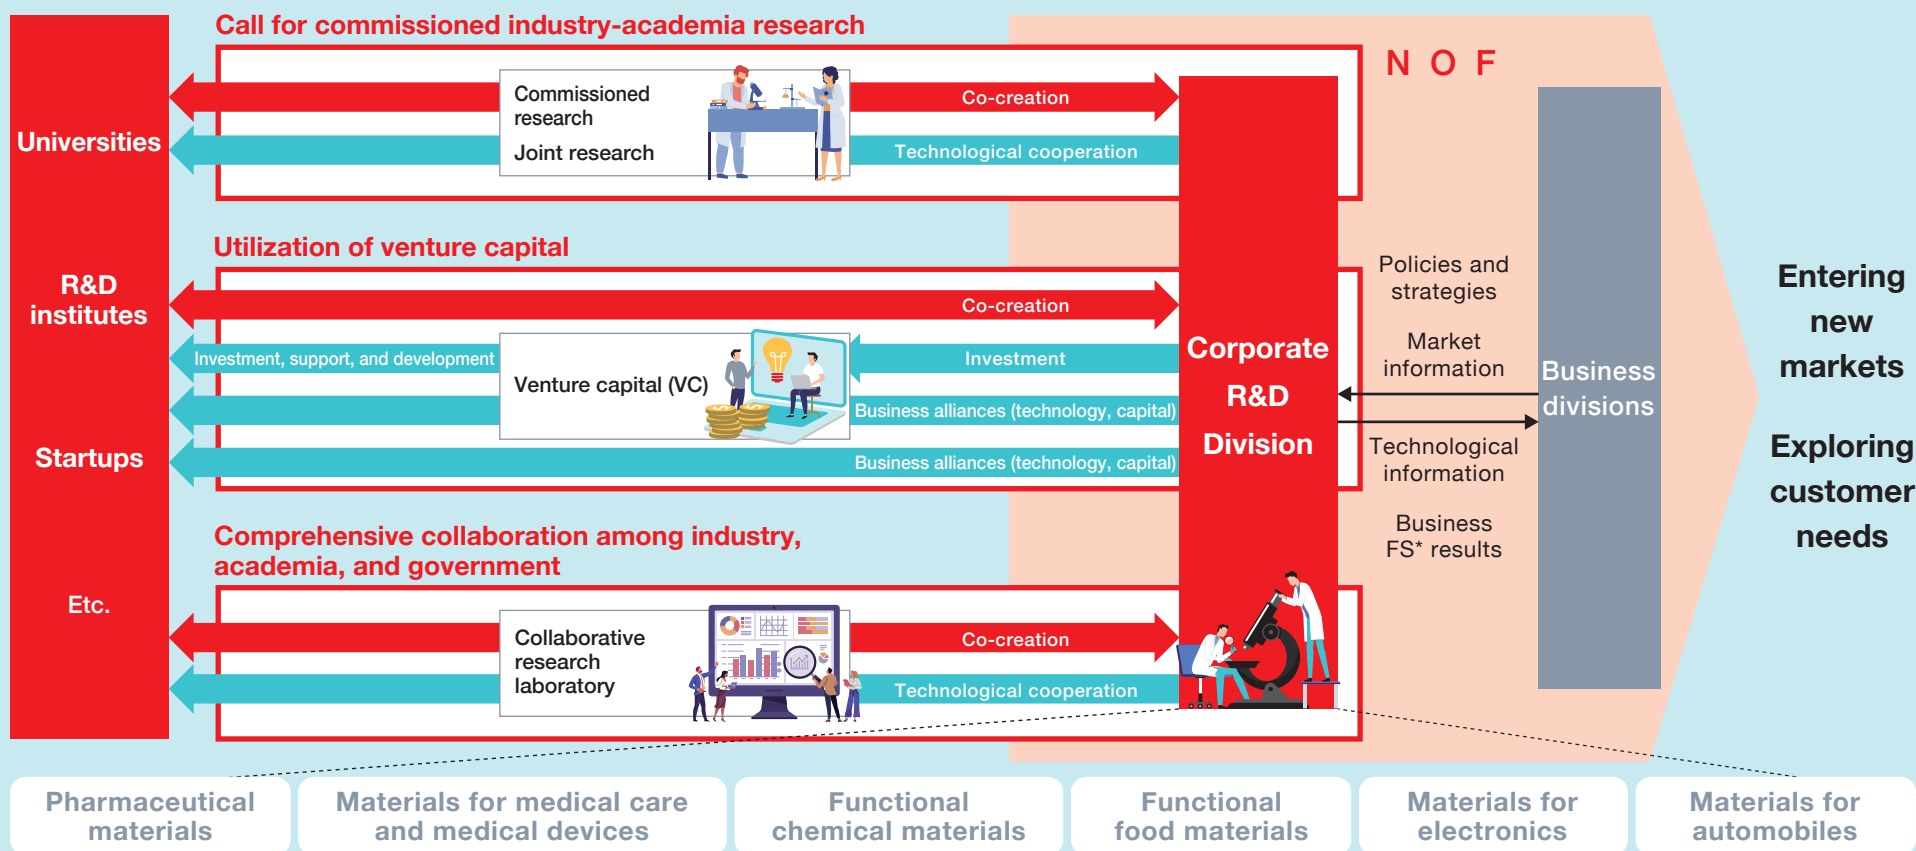 Call for commissioned industry-academia research
N O F
Universities
R&D
institutes
Startups
Etc.
Commissioned
research
Joint research
Co-creation
Technological cooperation
Utilization of venture capital
Co-creation
Investment, support, and development
Venture capital (VC)
Investment
Business alliances (technology, capital)
Business alliances (technology, capital)
Comprehensive collaboration among industry,
academia, and government
Collaborative
research
laboratory
Co-creation
Technological cooperation
Corporate
R&D
Division
Policies and
strategies
Market
information
Technological
information
Business
FS* results
Business
divisions
Entering
new
markets
Exploring
customer
needs
Pharmaceutical
materials
Materials for medical care
and medical devices
Functional
chemical materials
Functional
food materials
Materials for
electronics
Materials for
automobiles